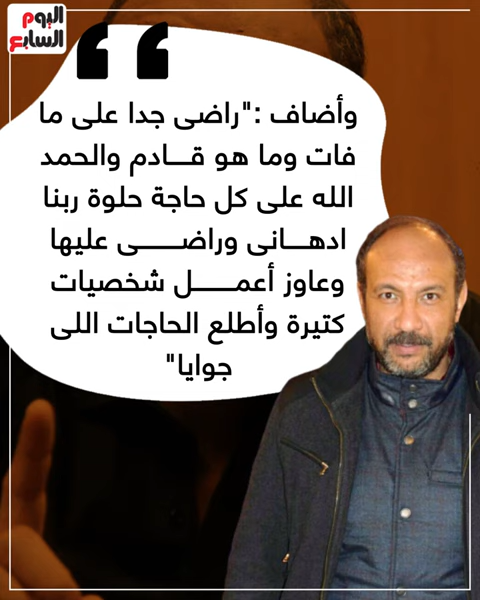 اليوم
السابع
وأضاف :"راضى جدا على ما
فات وما هو قـــادم والحمد
الله على كل حاجة حلوة ربنا
ادهـــانى وراضـــــى عليها
وعاوز أعمـــــل شخصيات
كتيرة وأطلع الحاجات اللى
جوايا"